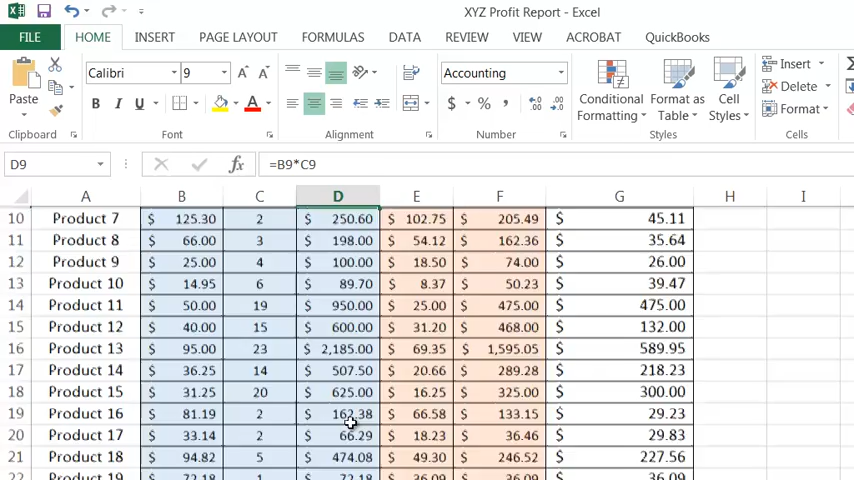 XYZ Profit Report - Excel
FILE HOME INSERT PAGE LAYOUT FORMULAS DATA REVIEW VIEW ACROBAT QuickBooks
Calibri 9 Accounting Insert
Paste B I U $ % , Conditional Formatting Format as Table Cell Styles Delete
Format
Clipboard Font Alignment Number Styles Cells
D9 fx =B9*C9
A B C D E F G H I
10 Product 7 $ 125.30 2 $ 250.60 $ 102.75 $ 205.49 $ 45.11
11 Product 8 $ 66.00 3 $ 198.00 $ 54.12 $ 162.36 $ 35.64
12 Product 9 $ 25.00 4 $ 100.00 $ 18.50 $ 74.00 $ 26.00
13 Product 10 $ 14.95 6 $ 89.70 $ 8.37 $ 50.23 $ 39.47
14 Product 11 $ 50.00 19 $ 950.00 $ 25.00 $ 475.00 $ 475.00
15 Product 12 $ 40.00 15 $ 600.00 $ 31.20 $ 468.00 $ 132.00
16 Product 13 $ 95.00 23 $ 2,185.00 $ 69.35 $ 1,595.05 $ 589.95
17 Product 14 $ 36.25 14 $ 507.50 $ 20.66 $ 289.28 $ 218.23
18 Product 15 $ 31.25 20 $ 625.00 $ 16.25 $ 325.00 $ 300.00
19 Product 16 $ 81.19 2 $ 162.38 $ 66.58 $ 133.15 $ 29.23
20 Product 17 $ 33.14 2 $ 66.29 $ 18.23 $ 36.46 $ 29.83
21 Product 18 $ 94.82 5 $ 474.08 $ 49.30 $ 246.52 $ 227.56
22 Product 19 $ 72.18 1 $ 72.18 $ 36.09 $ 36.09 $ 36.09